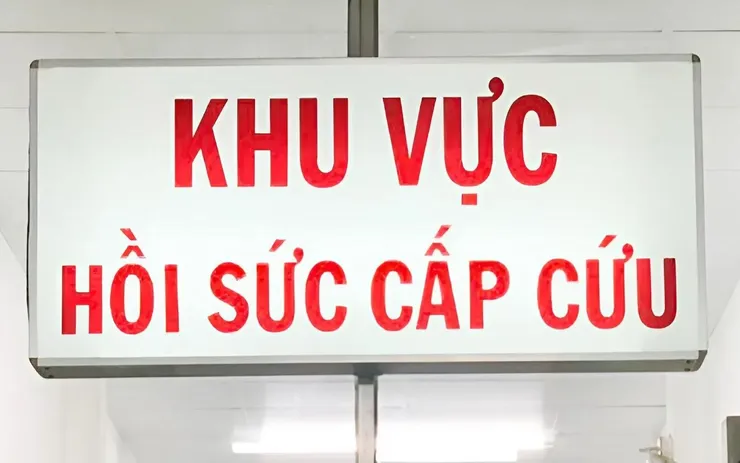 KHU VỰC
HỒI SỨC CẤP CỨU